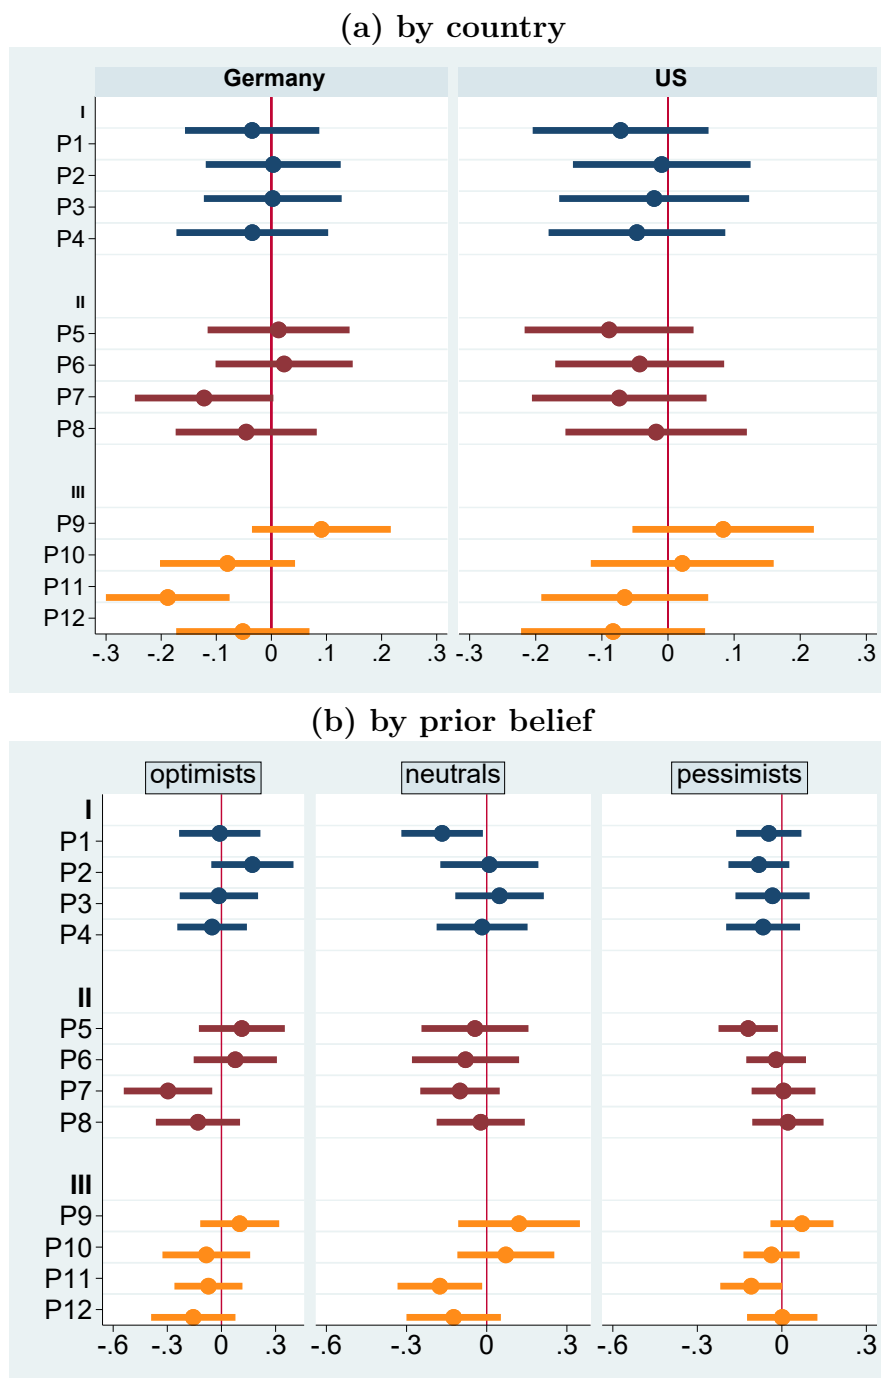 (a) by country
Germany US
I
P1
P2
P3
P4
II
P5
P6
P7
P8
III
P9
P10
P11
P12
-.3 -.2 -.1 0 .1 .2 .3 -.3 -.2 -.1 0 .1 .2 .3
(b) by prior belief
optimists neutrals pessimists
I
P1
P2
P3
P4
II
P5
P6
P7
P8
III
P9
P10
P11
P12
-.6 -.3 0 .3 -.6 -.3 0 .3 -.6 -.3 0 .3